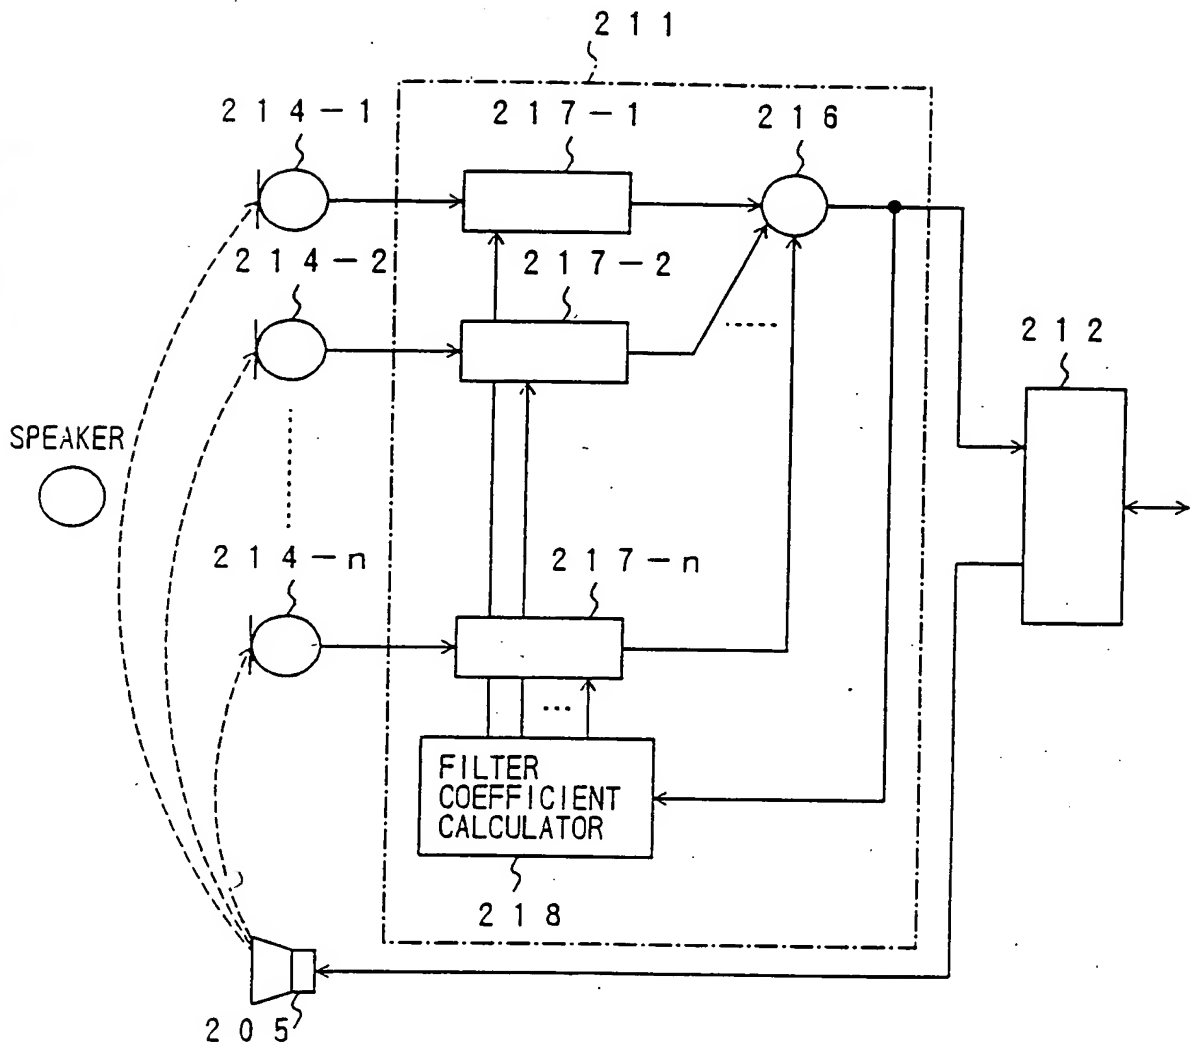 2 1 1
2 1 4 - 1
2 1 7 - 1
2 1 6
2 1 4 - 2
2 1 7 - 2
2 1 2
SPEAKER
2 1 4 - n
2 1 7 - n
FILTER
COEFFICIENT
CALCULATOR
2 1 8
2 0 5